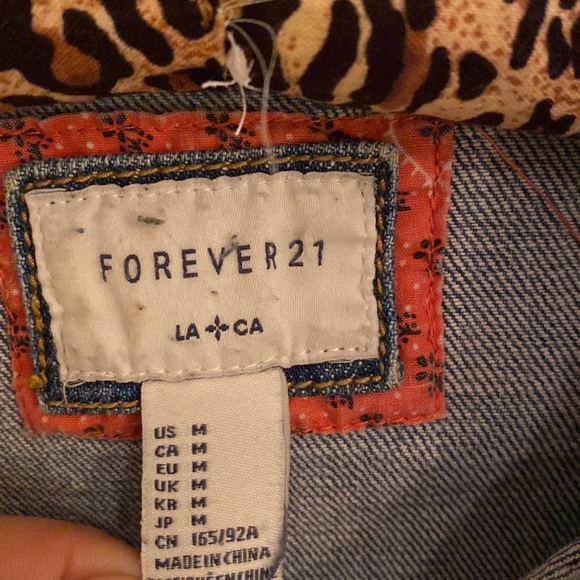 FOREVER 21
LA CA
US M
CA M
EU M
UK M
KR M
JP M
CN 165/92A
MADE IN CHINA